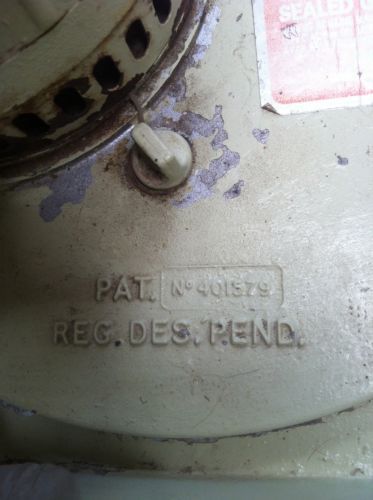 SEALED
PAT. Nº 401379
REG. DES. PEND.